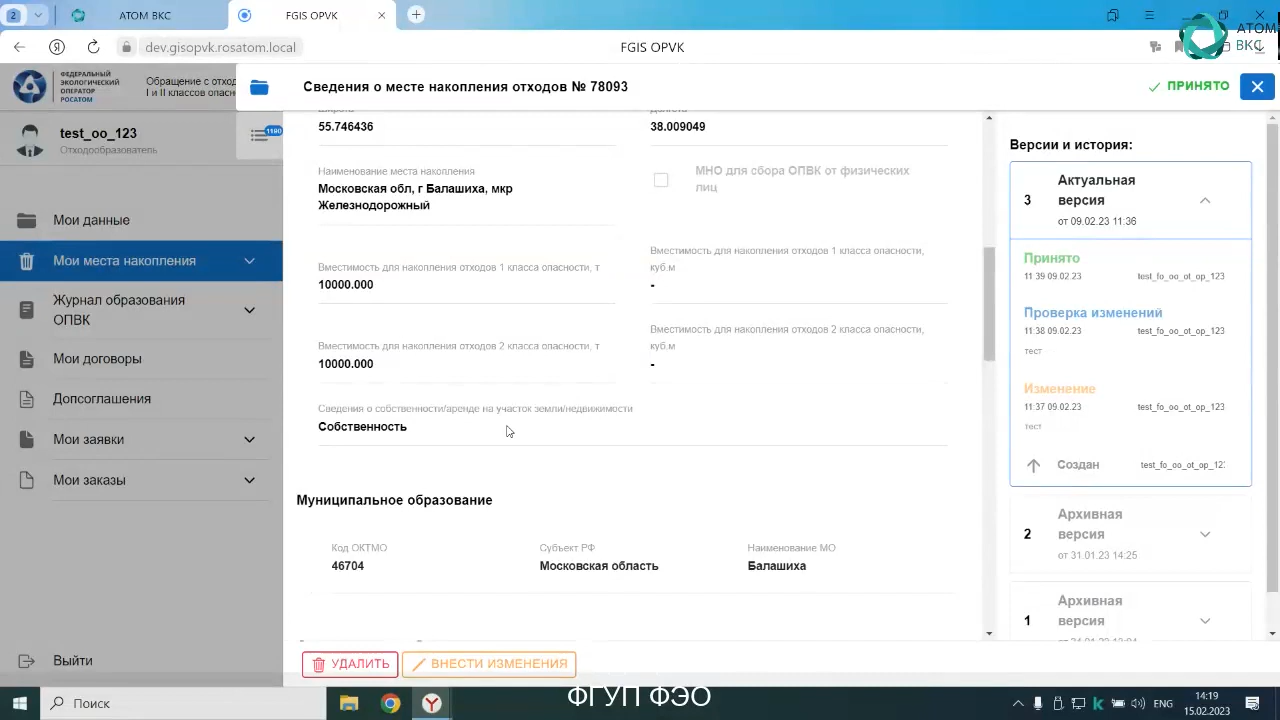 2
FGIS OPVK
dev.gisopvk.rosatom.local
FGIS OPVK
АТОМ
ВКС
ФЕДЕРАЛЬНЫЙ
ЭКОЛОГИЧЕСКИЙ
ОПЕРАТОР
РОСАТОМ
Обращение с отход
I и II классов опасно
Сведения о месте накопления отходов № 78093
ПРИНЯТО
test_oo_123
Отходообразователь
1190
Мои данные
Мои места накопления
Журнал образования
ОПВК
Мои договоры
Допсоглашения
Мои заявки
Мои заказы
Выйти
Широта
Долгота
55.746436
38.009049
Наименование места накопления
Московская обл, г Балашиха, мкр
Железнодорожный
МНО для сбора ОПВК от физических
лиц
Вместимость для накопления отходов 1 класса опасности, т
10000.000
Вместимость для накопления отходов 1 класса опасности,
куб.м
-
Вместимость для накопления отходов 2 класса опасности, т
10000.000
Вместимость для накопления отходов 2 класса опасности,
куб.м
-
Сведения о собственности/аренде на участок земли/недвижимости
Собственность
Муниципальное образование
Код ОКТМО
46704
Субъект РФ
Московская область
Наименование МО
Балашиха
УДАЛИТЬ
ВНЕСТИ ИЗМЕНЕНИЯ
Версии и история:
3
Актуальная
версия
от 09.02.23 11:36
Принято
11:39 09.02.23
test_fo_oo_ot_op_123
Проверка изменений
11:38 09.02.23
test_fo_oo_ot_op_123
тест
Изменение
11:37 09.02.23
test_fo_oo_ot_op_123
тест
Создан
test_fo_oo_ot_op_12
2
Архивная
версия
от 31.01.23 14:25
1
Архивная
версия
Поиск
ФГУП ФЭО
ENG
14:19
15.02.2023